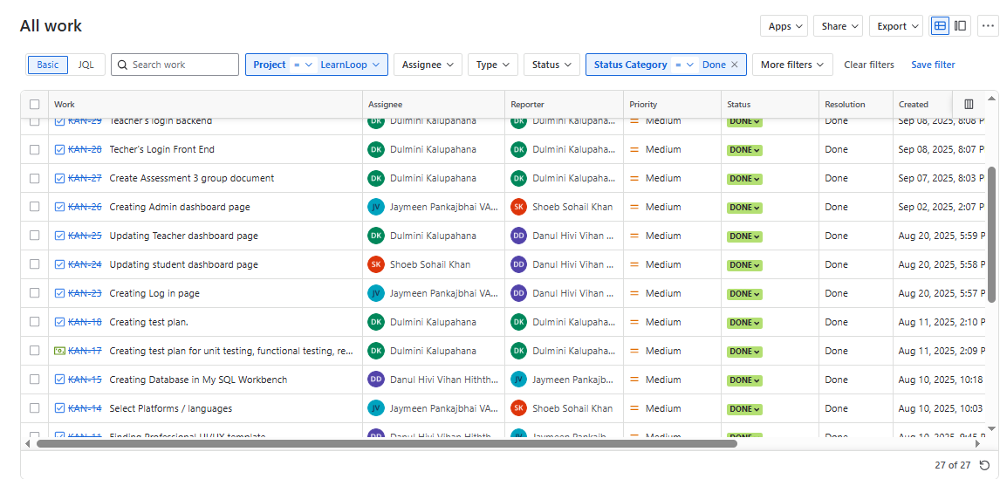 All work
Apps Share Export
Basic JQL Search work Project = LearnLoop Assignee Type Status Status Category = Done More filters Clear filters Save filter
Work Assignee Reporter Priority Status Resolution Created
KAN-29 Teacher's login Backend DK Dulmini Kalupahana DK Dulmini Kalupaha... Medium DONE Done Sep 08, 2025, 8:08 P
KAN-28 Techer's Login Front End DK Dulmini Kalupahana DK Dulmini Kalupaha... Medium DONE Done Sep 08, 2025, 8:07 P
KAN-27 Create Assessment 3 group document DK Dulmini Kalupahana DK Dulmini Kalupaha... Medium DONE Done Sep 07, 2025, 8:03 P
KAN-26 Creating Admin dashboard page JV Jaymeen Pankajbhai VA... SK Shoeb Sohail Khan Medium DONE Done Sep 02, 2025, 2:07 P
KAN-25 Updating Teacher dashboard page DK Dulmini Kalupahana DD Danul Hivi Vihan ... Medium DONE Done Aug 20, 2025, 5:59 P
KAN-24 Updating student dashboard page SK Shoeb Sohail Khan DD Danul Hivi Vihan ... Medium DONE Done Aug 20, 2025, 5:58 P
KAN-23 Creating Log in page JV Jaymeen Pankajbhai VA... DD Danul Hivi Vihan ... Medium DONE Done Aug 20, 2025, 5:57 P
KAN-18 Creating test plan. DK Dulmini Kalupahana DK Dulmini Kalupaha... Medium DONE Done Aug 11, 2025, 2:10 P
KAN-17 Creating test plan for unit testing, functional testing, re... DK Dulmini Kalupahana DK Dulmini Kalupaha... Medium DONE Done Aug 11, 2025, 2:09 P
KAN-15 Creating Database in My SQL Workbench DD Danul Hivi Vihan Hithth... JV Jaymeen Pankajb... Medium DONE Done Aug 10, 2025, 10:18
KAN-14 Select Platforms / languages JV Jaymeen Pankajbhai VA... SK Shoeb Sohail Khan Medium DONE Done Aug 10, 2025, 10:03
KAN-11 Finding Professional UI/UX template DD Danul Hivi Vihan Hithth... JV Jaymeen Pankajb... Medium DONE Done Aug 10, 2025, 9:45 P
27 of 27